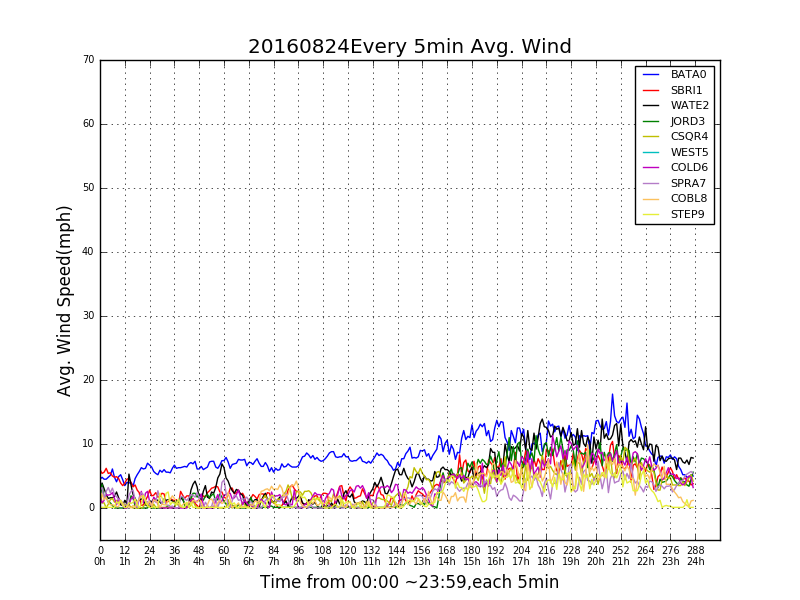 20160824Every 5min Avg. Wind
70
60
50
40
30
20
10
0
Avg. Wind Speed(mph)
BATA0
SBRI1
WATE2
JORD3
CSQR4
WEST5
COLD6
SPRA7
COBL8
STEP9
0 12 24 36 48 60 72 84 96 108 120 132 144 156 168 180 192 204 216 228 240 252 264 276 288
0h 1h 2h 3h 4h 5h 6h 7h 8h 9h 10h 11h 12h 13h 14h 15h 16h 17h 18h 19h 20h 21h 22h 23h 24h
Time from 00:00 ~23:59,each 5min